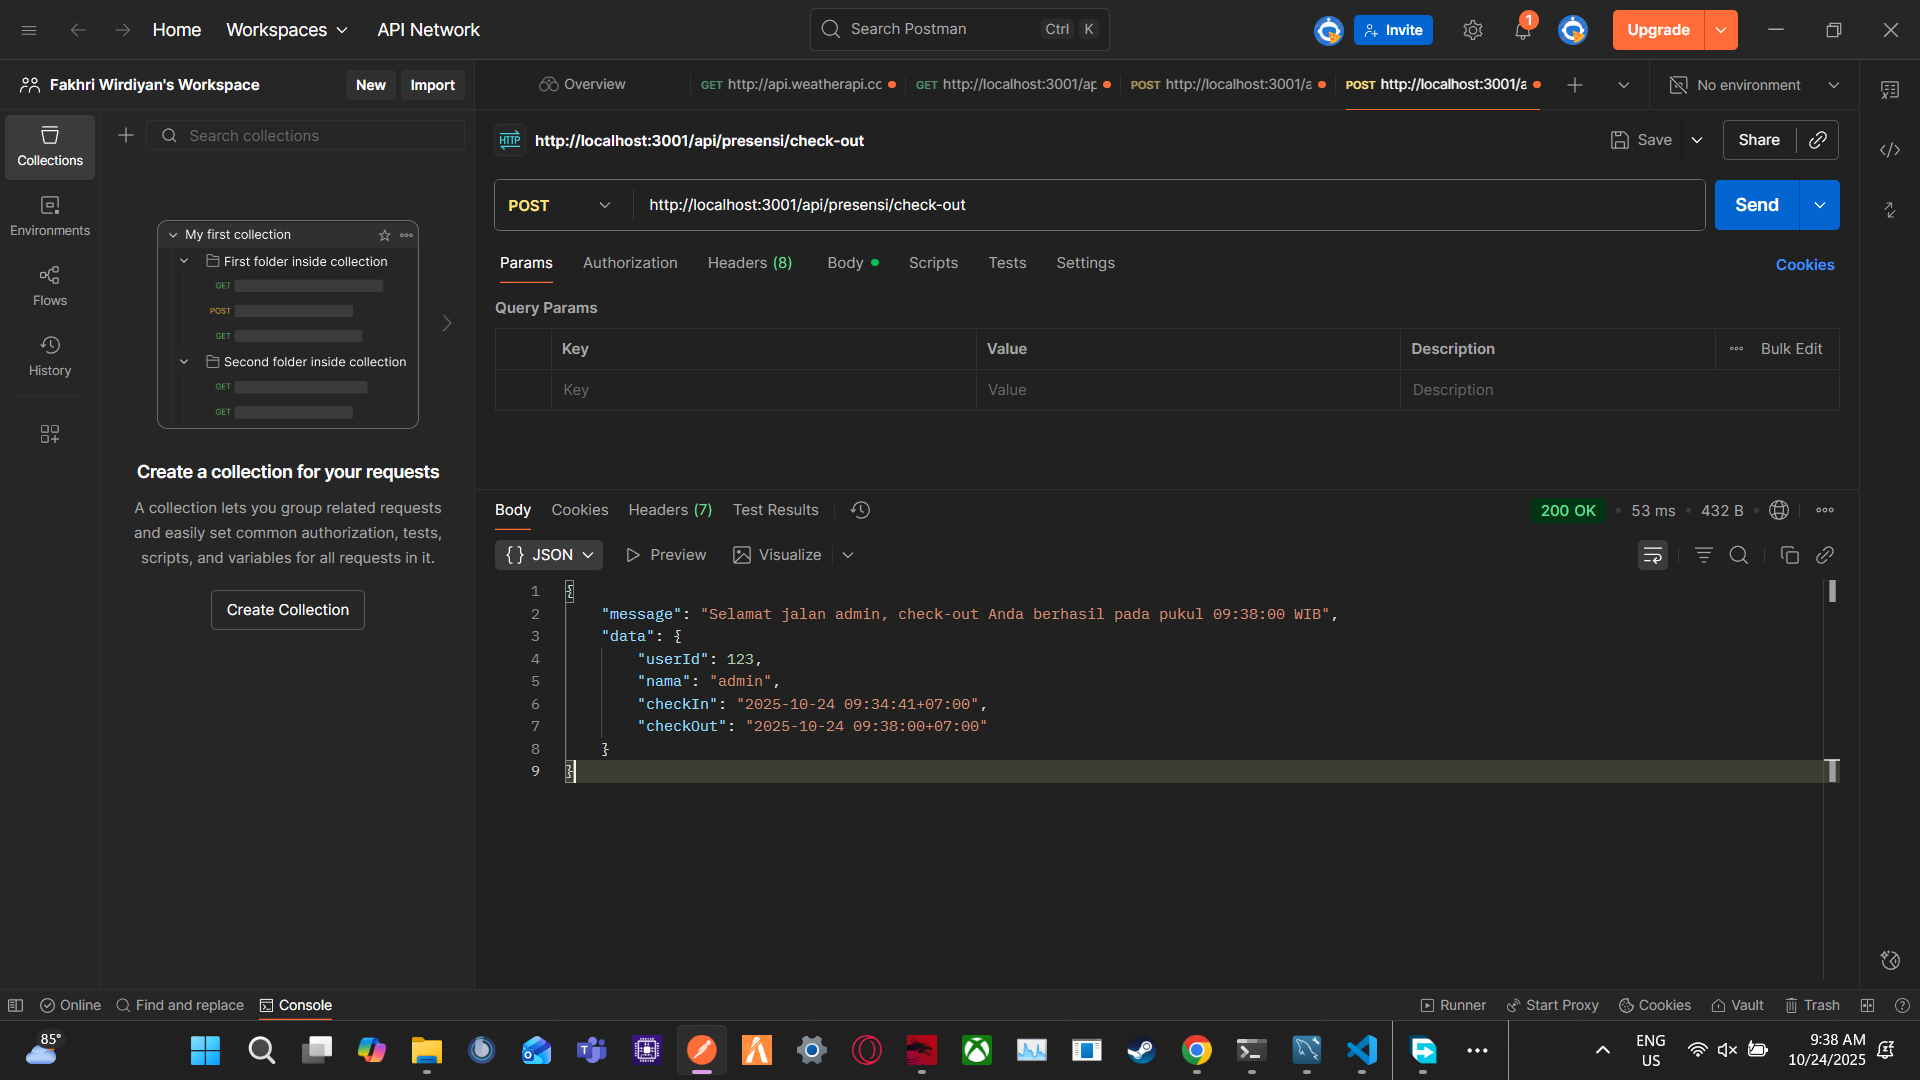 Home Workspaces API Network Search Postman Ctrl K Invite 1 Upgrade
Fakhri Wirdiyan's Workspace New Import Overview GET http://api.weatherapi.cc GET http://localhost:3001/ap POST http://localhost:3001/a POST http://localhost:3001/a No environment
Search collections
HTTP http://localhost:3001/api/presensi/check-out Save Share
Collections
Environments
Flows
History
My first collection
First folder inside collection
GET
POST
GET
Second folder inside collection
GET
GET
Create a collection for your requests
A collection lets you group related requests
and easily set common authorization, tests,
scripts, and variables for all requests in it.
Create Collection
POST http://localhost:3001/api/presensi/check-out Send
Params Authorization Headers (8) Body Scripts Tests Settings Cookies
Query Params
Key Value Description Bulk Edit
Key Value Description
Body Cookies Headers (7) Test Results 200 OK 53 ms 432 B
{} JSON Preview Visualize
1 {
2 "message": "Selamat jalan admin, check-out Anda berhasil pada pukul 09:38:00 WIB",
3 "data": {
4 "userId": 123,
5 "nama": "admin",
6 "checkIn": "2025-10-24 09:34:41+07:00",
7 "checkOut": "2025-10-24 09:38:00+07:00"
8 }
9 }
Online Find and replace Console Runner Start Proxy Cookies Vault Trash
85° ENG US 9:38 AM
10/24/2025